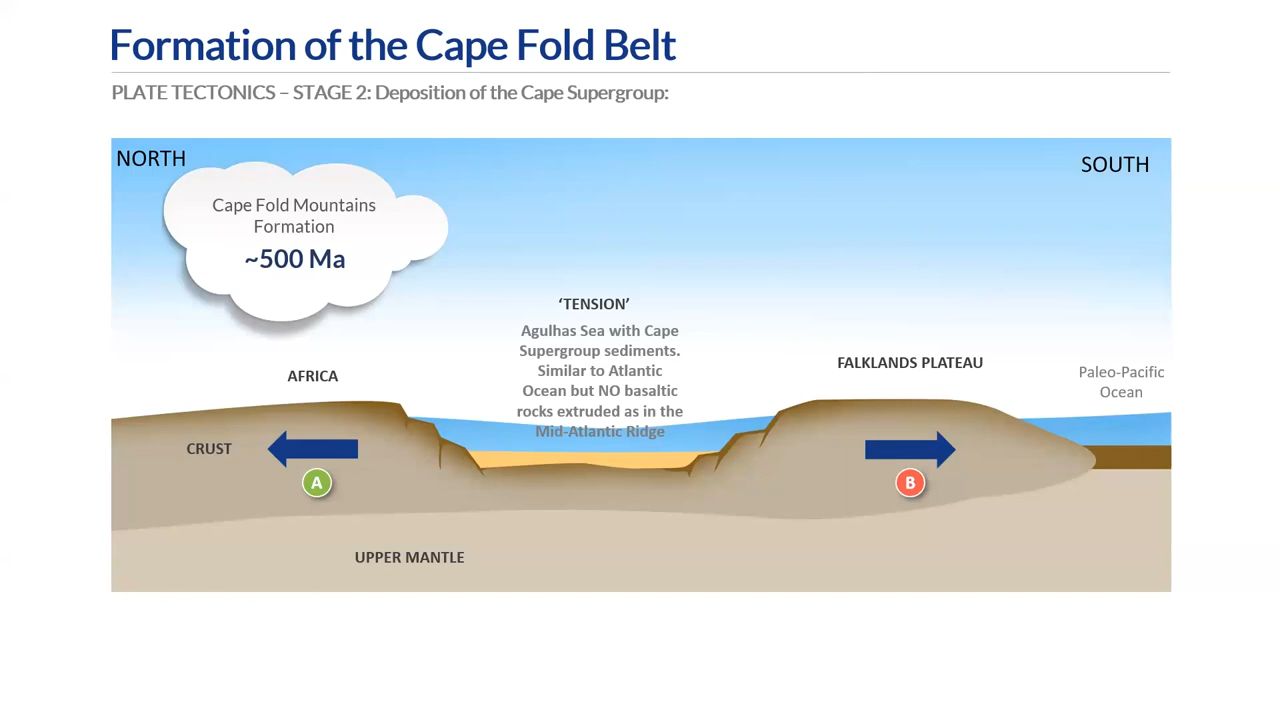 Formation of the Cape Fold Belt
PLATE TECTONICS – STAGE 2: Deposition of the Cape Supergroup:
NORTH
SOUTH
Cape Fold Mountains
Formation
~500 Ma
‘TENSION’
Agulhas Sea with Cape
Supergroup sediments.
Similar to Atlantic
Ocean but NO basaltic
rocks extruded as in the
Mid-Atlantic Ridge
AFRICA
FALKLANDS PLATEAU
Paleo-Pacific
Ocean
CRUST
A
B
UPPER MANTLE